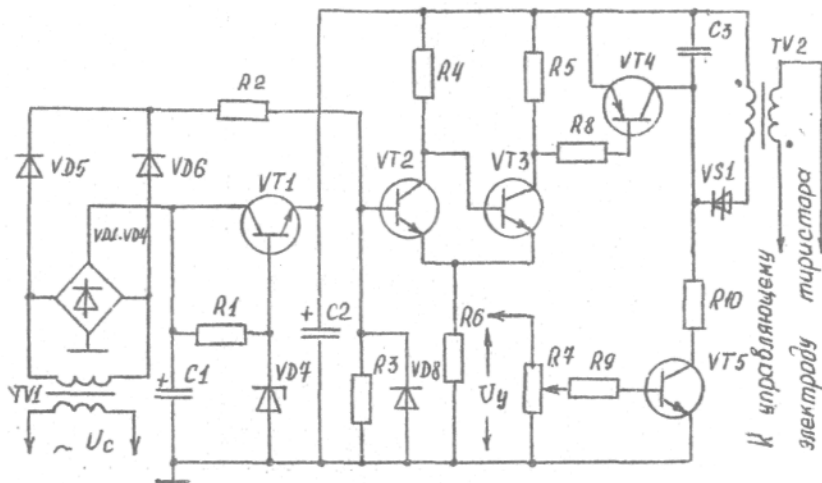 C3
TV2
R2
R4
R5
VT4
VD5
VD6
VT1
VT2
VT3
R8
VS1
VD1-VD4
R1
C2
R6
R10
TV1
C1
VD7
R3
VD8
Uу
R7
R9
VT5
~ Uc
+
+
К управляющему
электроду тиристора